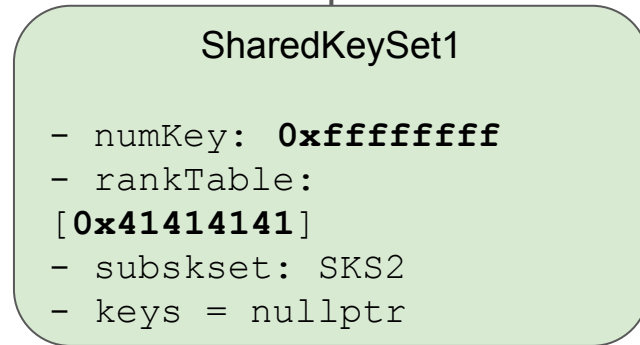 SharedKeySet1
- numKey: 0xffffffff
- rankTable:
[0x41414141]
- subskset: SKS2
- keys = nullptr